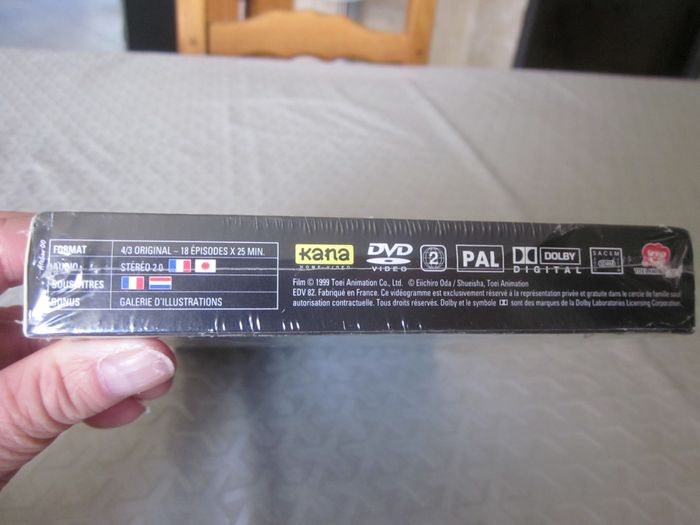 FORMAT 4/3 ORIGINAL – 18 ÉPISODES X 25 MIN.
AUDIO STÉRÉO 2.0
SOUS-TITRES
BONUS GALERIE D'ILLUSTRATIONS
KANA
HOME VIDEO
DVD
VIDEO
2
PAL
DOLBY
DIGITAL
SACEM
Film © 1999 Toei Animation Co., Ltd. © Eiichiro Oda / Shueisha, Toei Animation
EDV 82. Fabriqué en France. Ce vidéogramme est exclusivement réservé à la représentation privée et gratuite dans le cercle de famille sauf
autorisation contractuelle. Tous droits réservés. Dolby et le symbole sont des marques de la Dolby Laboratories Licensing Corporation